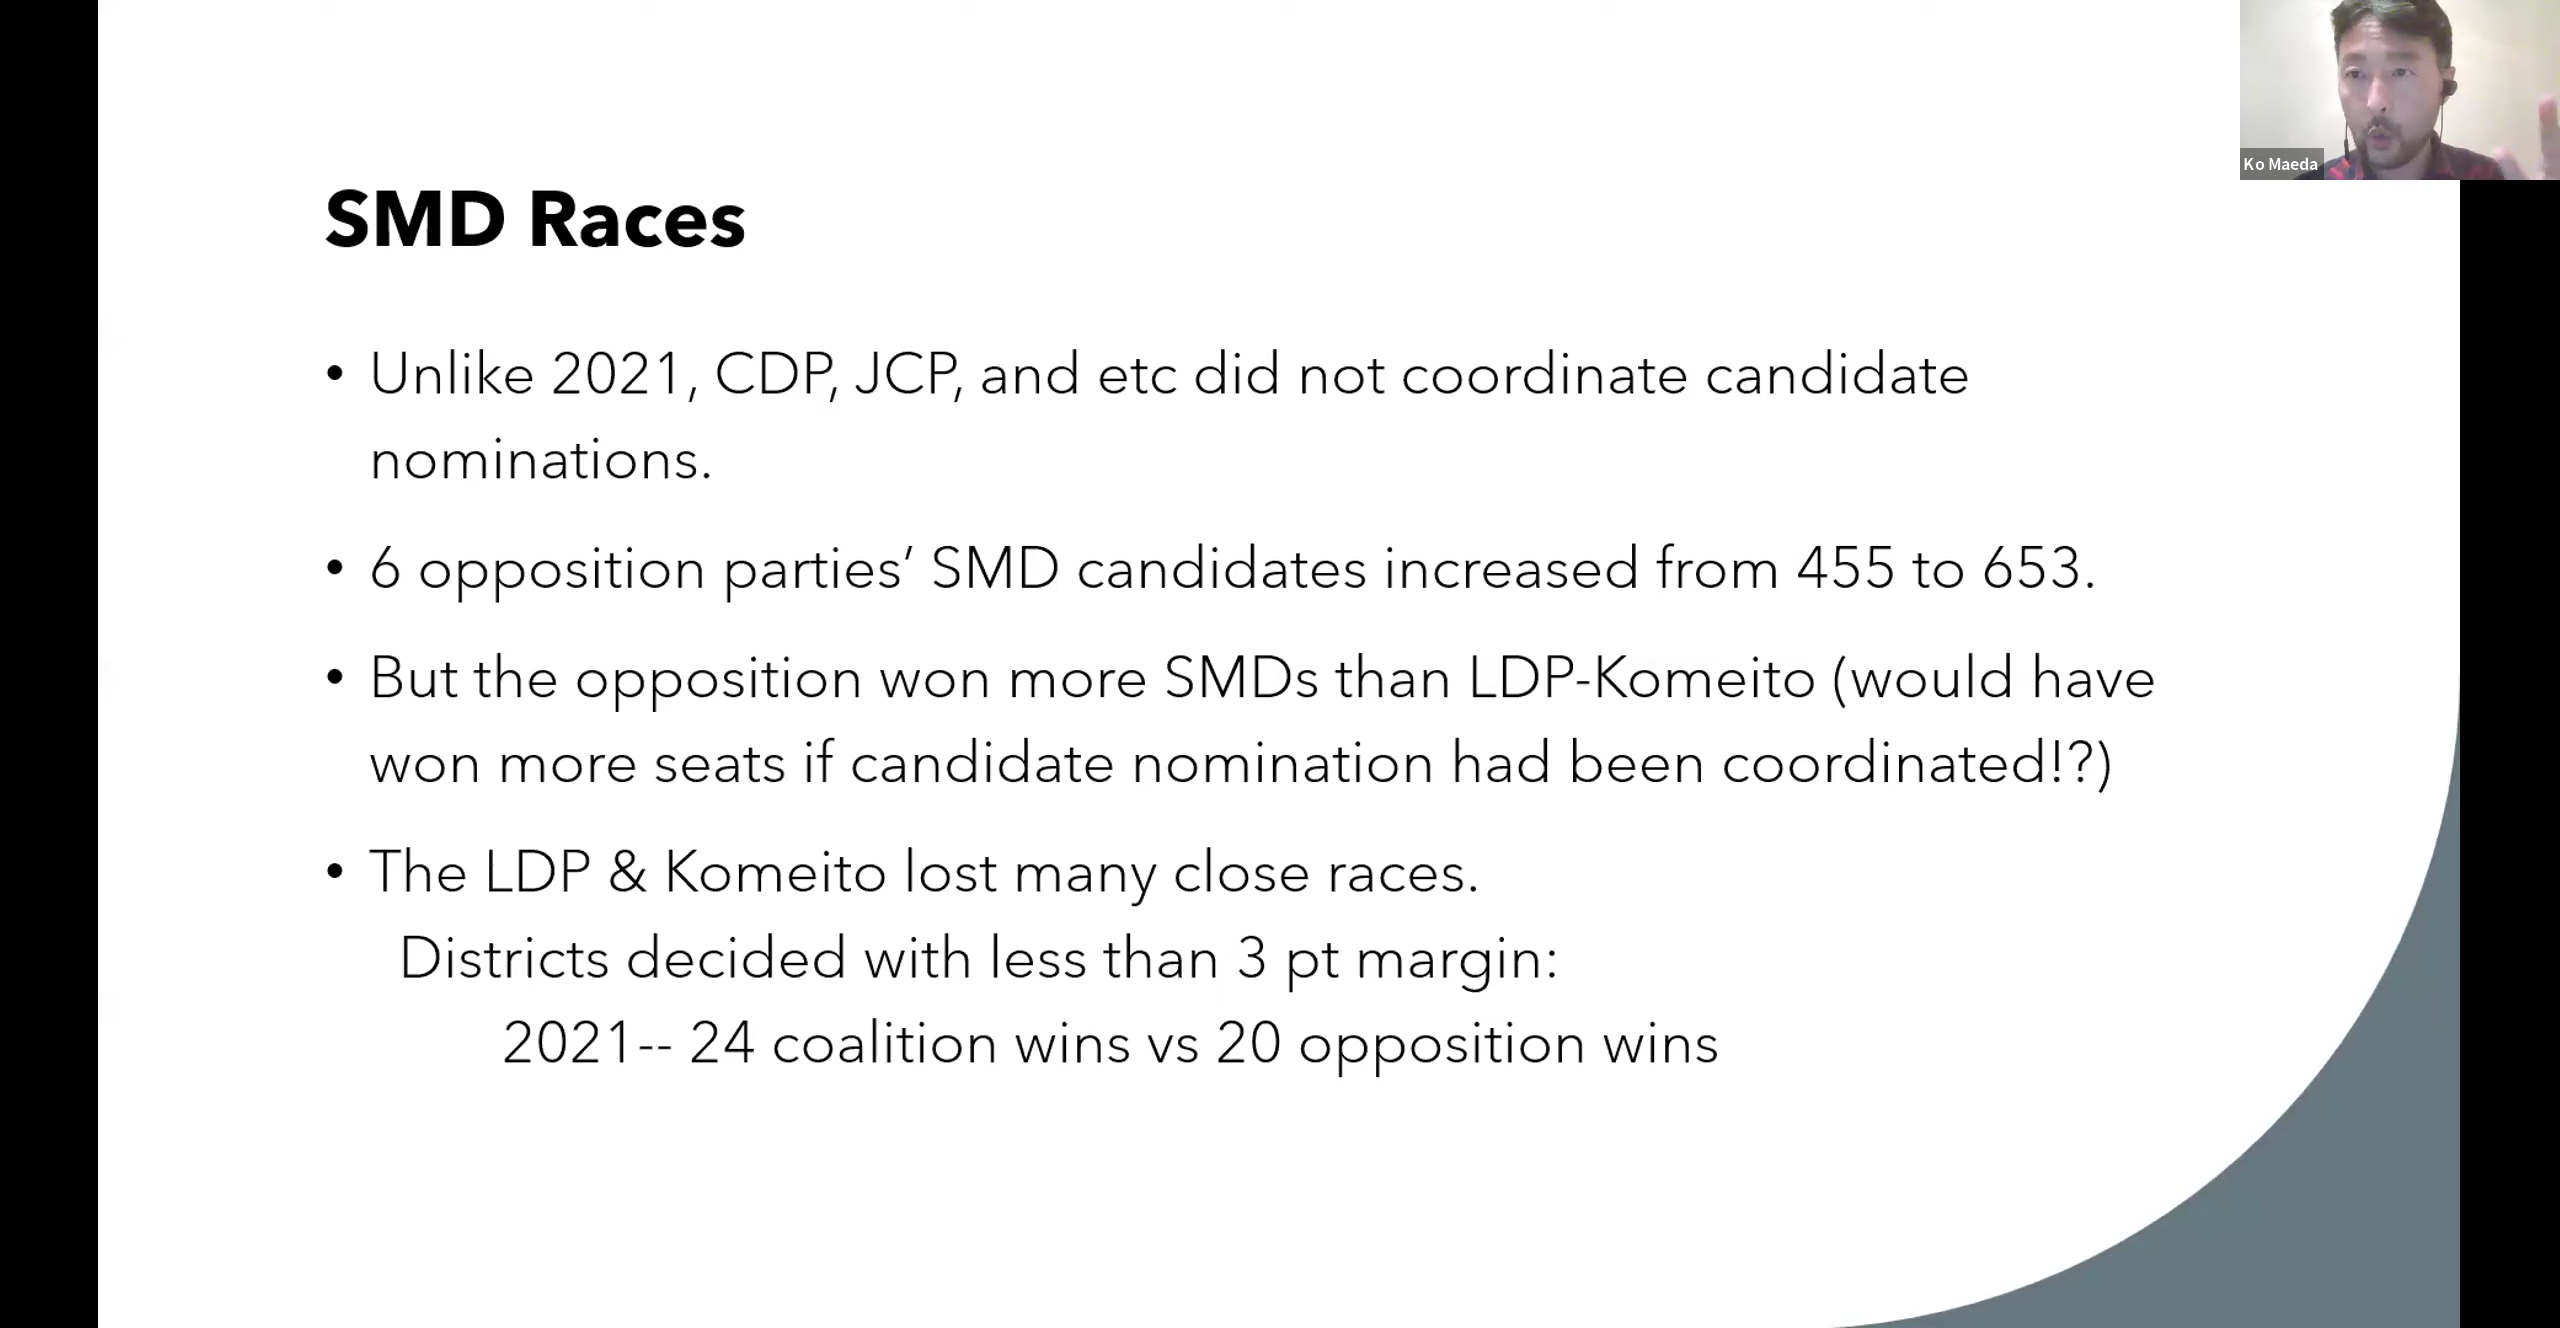 Ko Maeda
SMD Races
• Unlike 2021, CDP, JCP, and etc did not coordinate candidate
nominations.
• 6 opposition parties’ SMD candidates increased from 455 to 653.
• But the opposition won more SMDs than LDP-Komeito (would have
won more seats if candidate nomination had been coordinated!?)
• The LDP & Komeito lost many close races.
Districts decided with less than 3 pt margin:
2021-- 24 coalition wins vs 20 opposition wins